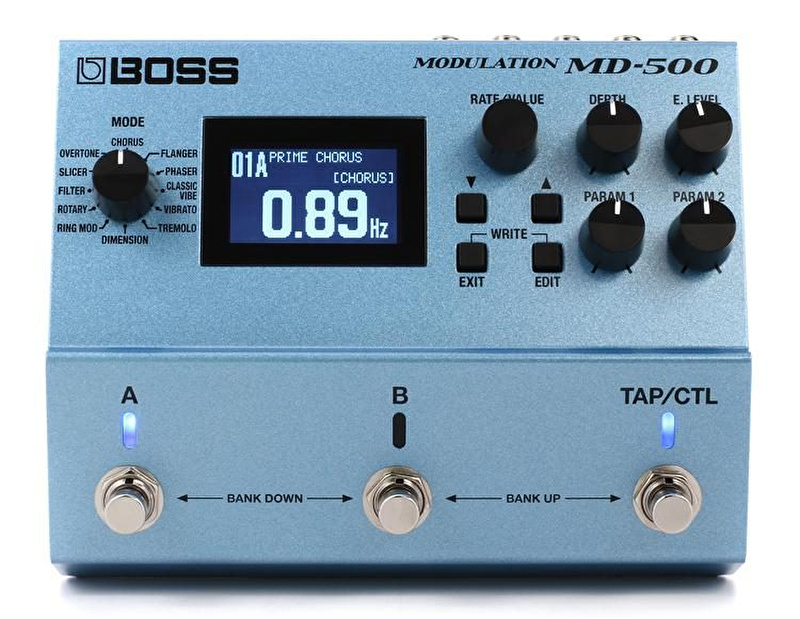 BOSS
MODULATION MD-500
MODE
CHORUS
OVERTONE
FLANGER
SLICER
PHASER
FILTER
CLASSIC
VIBE
ROTARY
VIBRATO
RING MOD
TREMOLO
DIMENSION
01A PRIME CHORUS
[CHORUS]
0.89Hz
RATE/VALUE
DEPTH
E. LEVEL
▼
▲
PARAM 1
PARAM 2
WRITE
EXIT
EDIT
A
B
TAP/CTL
BANK DOWN
BANK UP